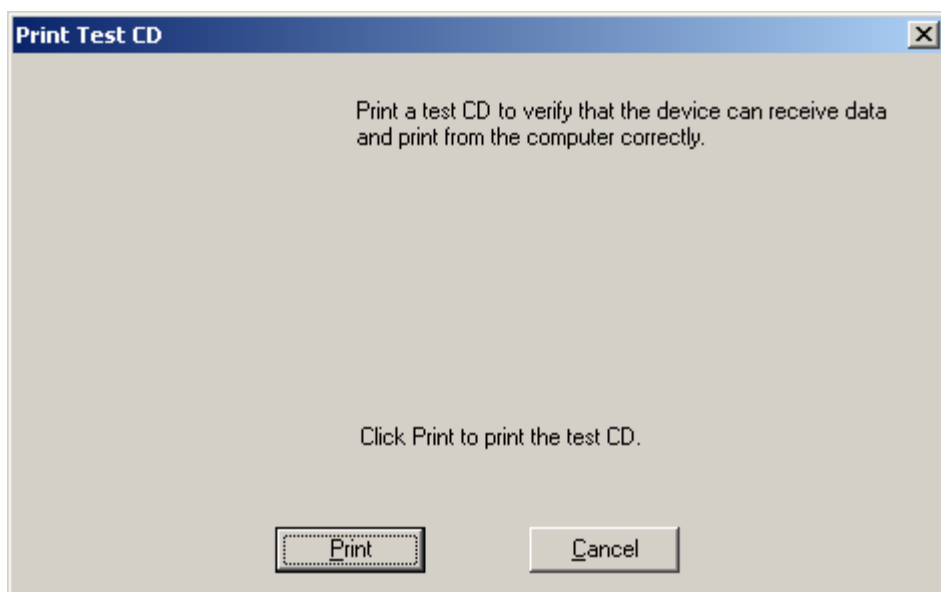 Print Test CD
Print a test CD to verify that the device can receive data
and print from the computer correctly.
Click Print to print the test CD.
Print
Cancel